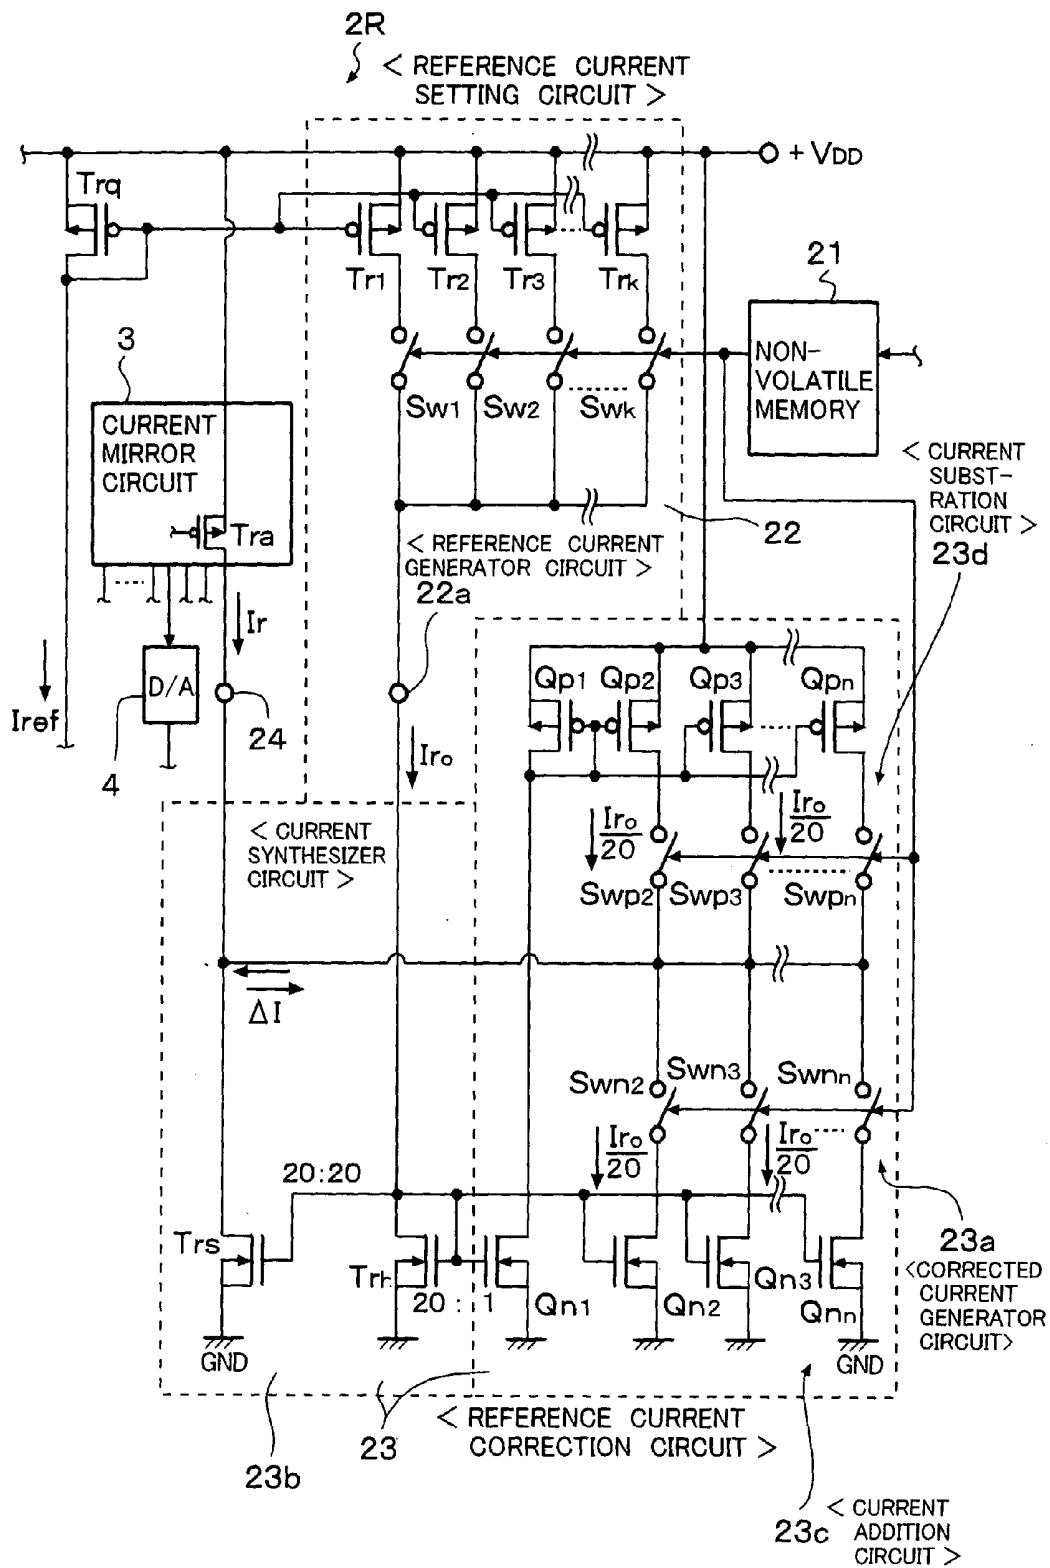 2R
< REFERENCE CURRENT
SETTING CIRCUIT >
+ VDD
Trq
Tr1
Tr2
Tr3
Trk
21
NON-
VOLATILE
MEMORY
3
CURRENT
MIRROR
CIRCUIT
Tra
Sw1
Sw2
Swk
< CURRENT
SUBST-
RATION
CIRCUIT >
23d
22
< REFERENCE CURRENT
GENERATOR CIRCUIT >
22a
Ir
D/A
4
24
Iref
Iro
Qp1
Qp2
Qp3
Qpn
< CURRENT
SYNTHESIZER
CIRCUIT >
Iro
20
Iro
20
Swp2
Swp3
Swpn
ΔI
Swn2
Swn3
Swnn
Iro
20
Iro
20
20:20
Trs
Trh
20 : 1
Qn1
Qn2
Qn3
Qnn
23a
<CORRECTED
CURRENT
GENERATOR
CIRCUIT>
GND
GND
23b
23
< REFERENCE CURRENT
CORRECTION CIRCUIT >
23c
< CURRENT
ADDITION
CIRCUIT >